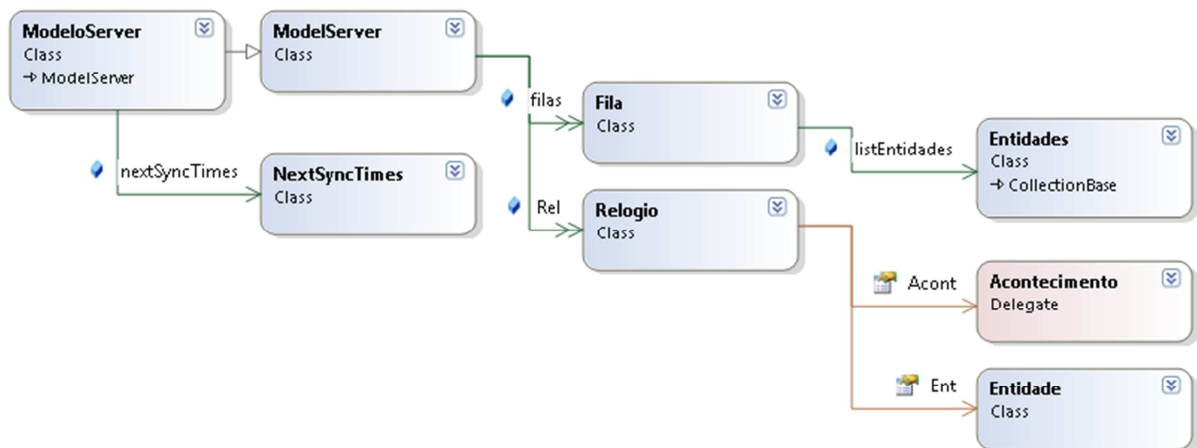 ModeloServer
Class
ModelServer
ModelServer
Class
nextSyncTimes
NextSyncTimes
Class
filas
Fila
Class
Rel
Relogio
Class
listEntidades
Entidades
Class
CollectionBase
Acont
Acontecimento
Delegate
Ent
Entidade
Class